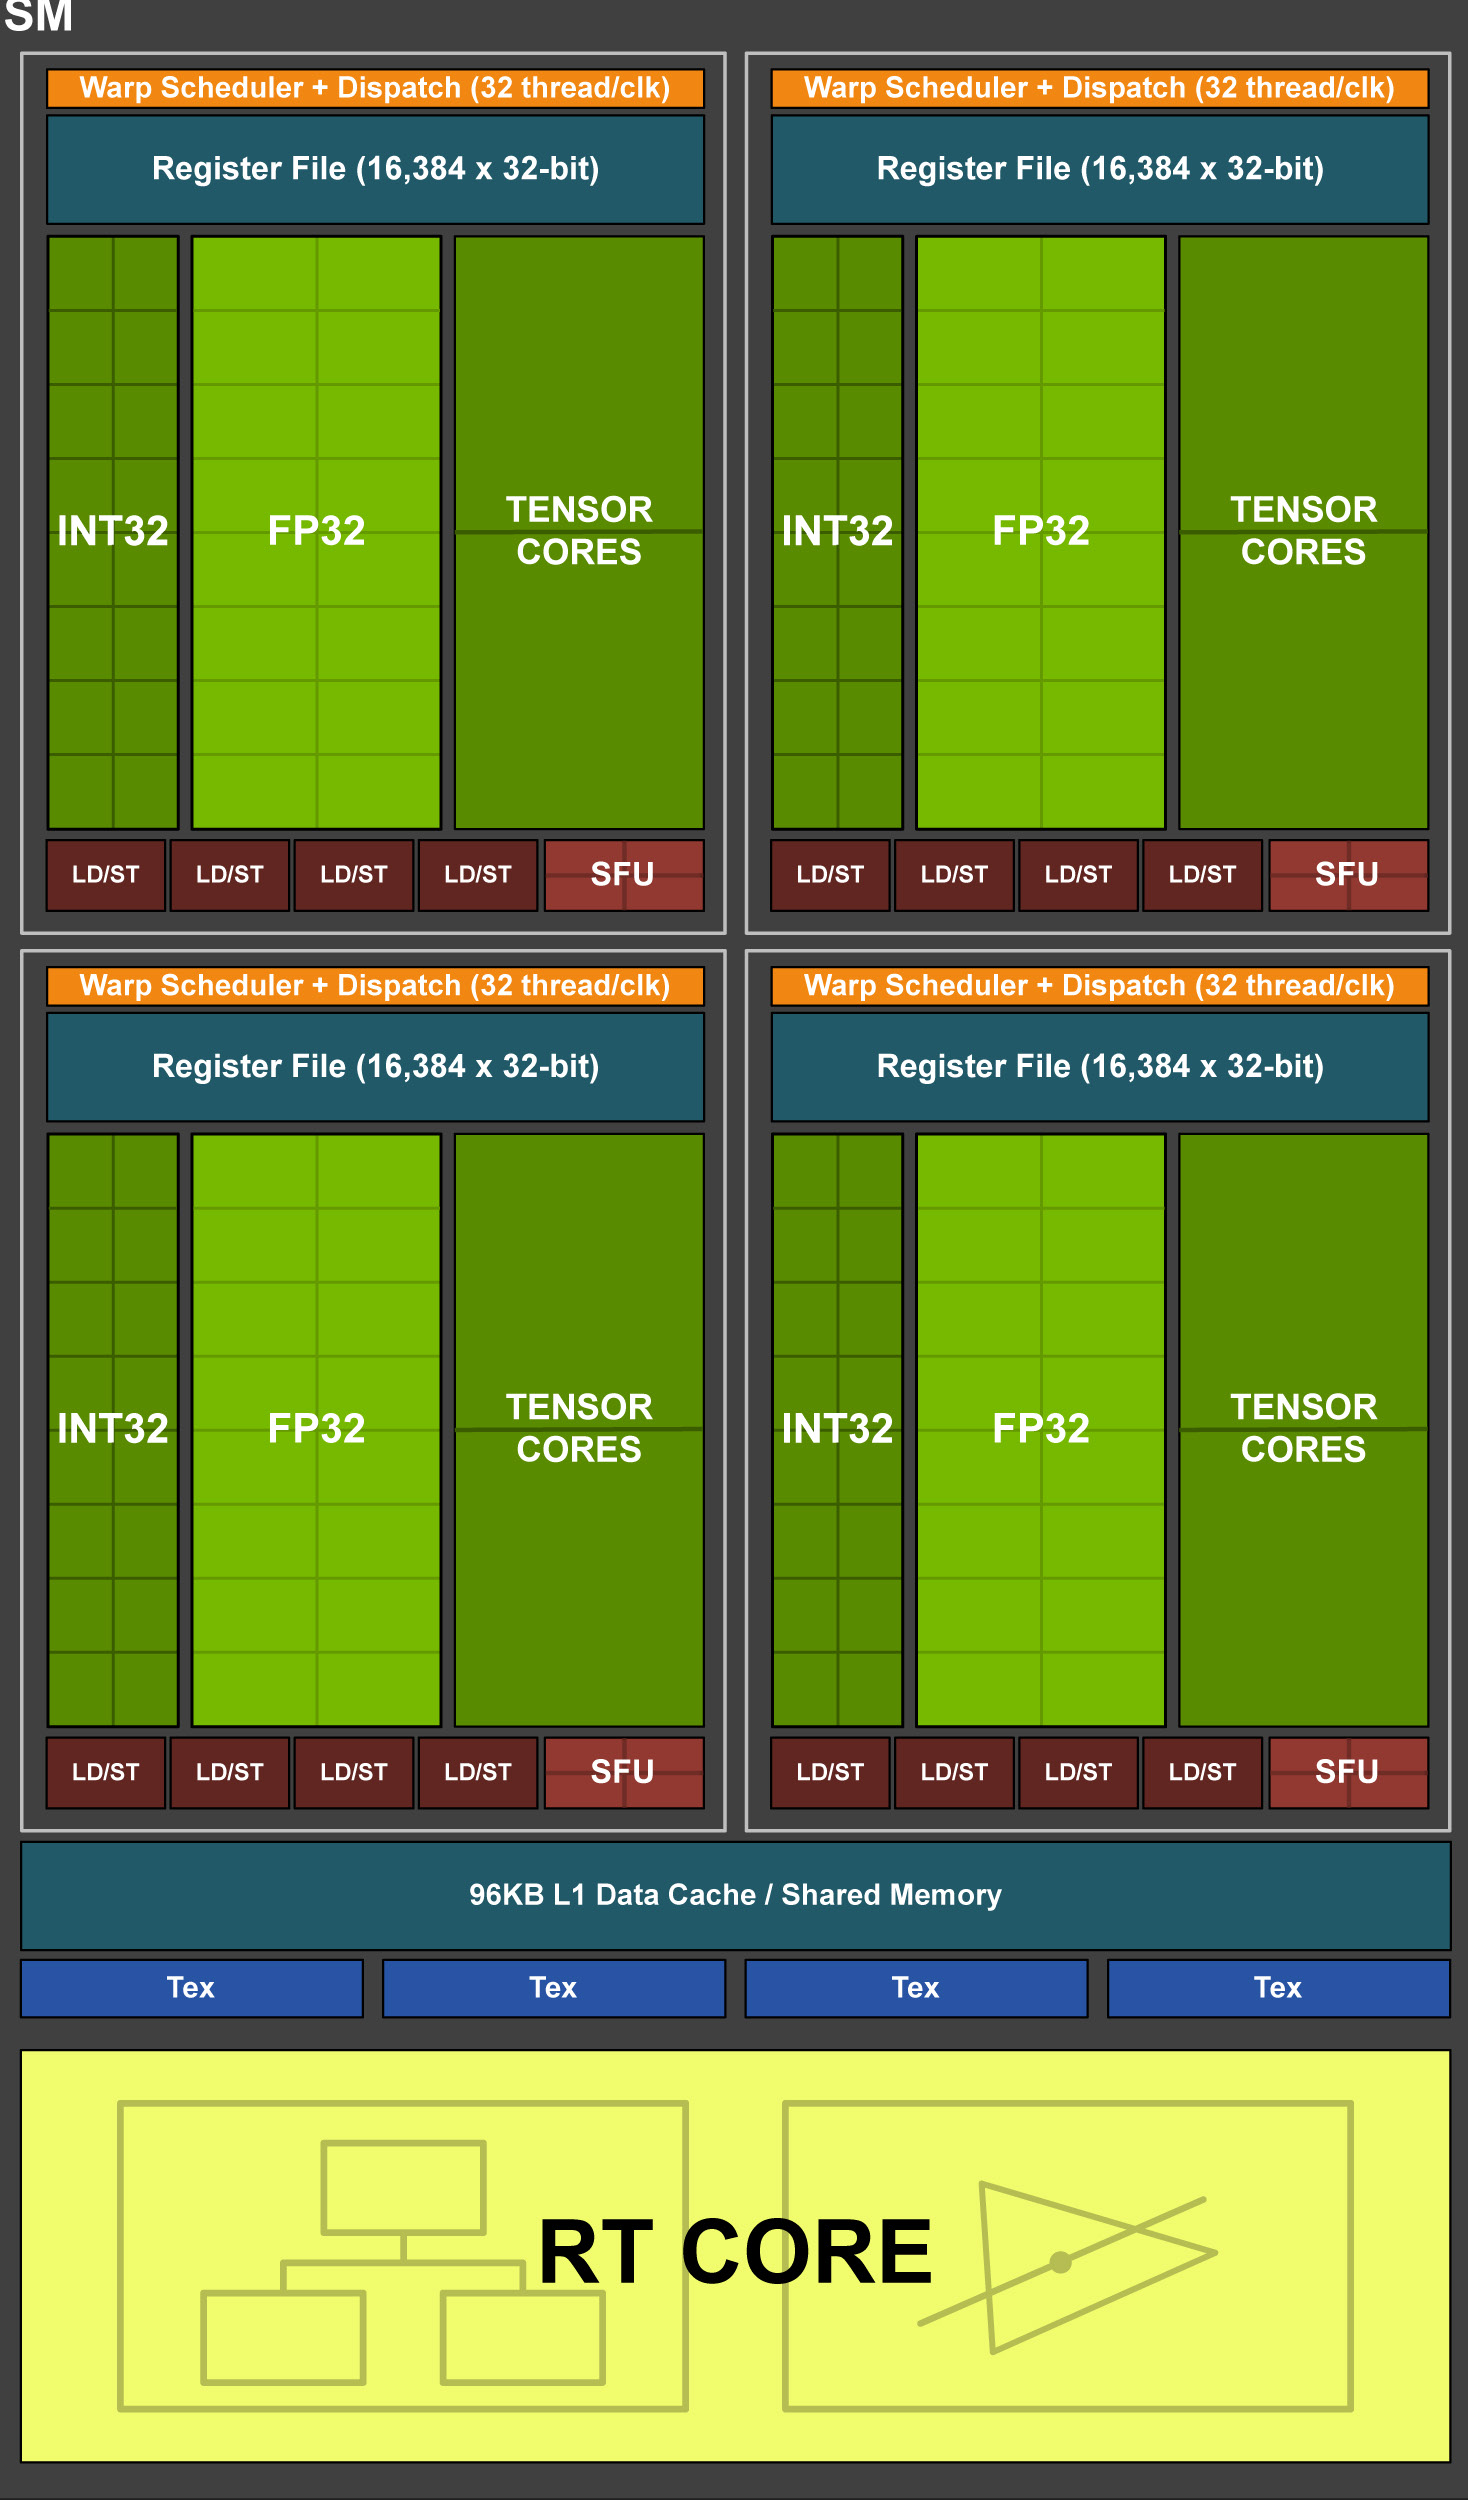 SM
Warp Scheduler + Dispatch (32 thread/clk)
Register File (16,384 x 32-bit)
INT32
FP32
TENSOR
CORES
LD/ST
LD/ST
LD/ST
LD/ST
SFU
Warp Scheduler + Dispatch (32 thread/clk)
Register File (16,384 x 32-bit)
INT32
FP32
TENSOR
CORES
LD/ST
LD/ST
LD/ST
LD/ST
SFU
Warp Scheduler + Dispatch (32 thread/clk)
Register File (16,384 x 32-bit)
INT32
FP32
TENSOR
CORES
LD/ST
LD/ST
LD/ST
LD/ST
SFU
Warp Scheduler + Dispatch (32 thread/clk)
Register File (16,384 x 32-bit)
INT32
FP32
TENSOR
CORES
LD/ST
LD/ST
LD/ST
LD/ST
SFU
96KB L1 Data Cache / Shared Memory
Tex
Tex
Tex
Tex
RT CORE